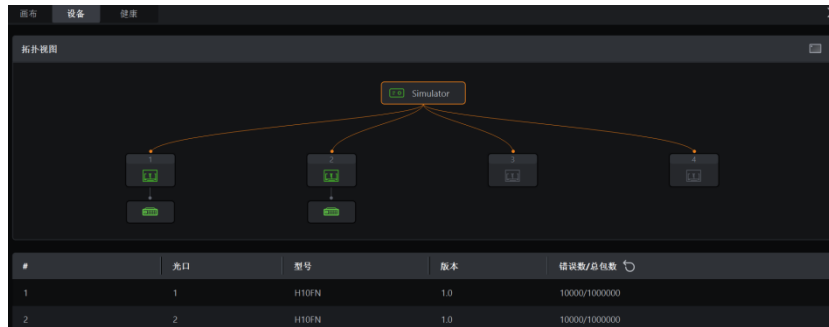 画布 设备 健康
拓扑视图
Simulator
1 2 3 4
# 光口 型号 版本 错误数/总包数
1 1 H10FN 1.0 10000/1000000
2 2 H10FN 1.0 10000/1000000